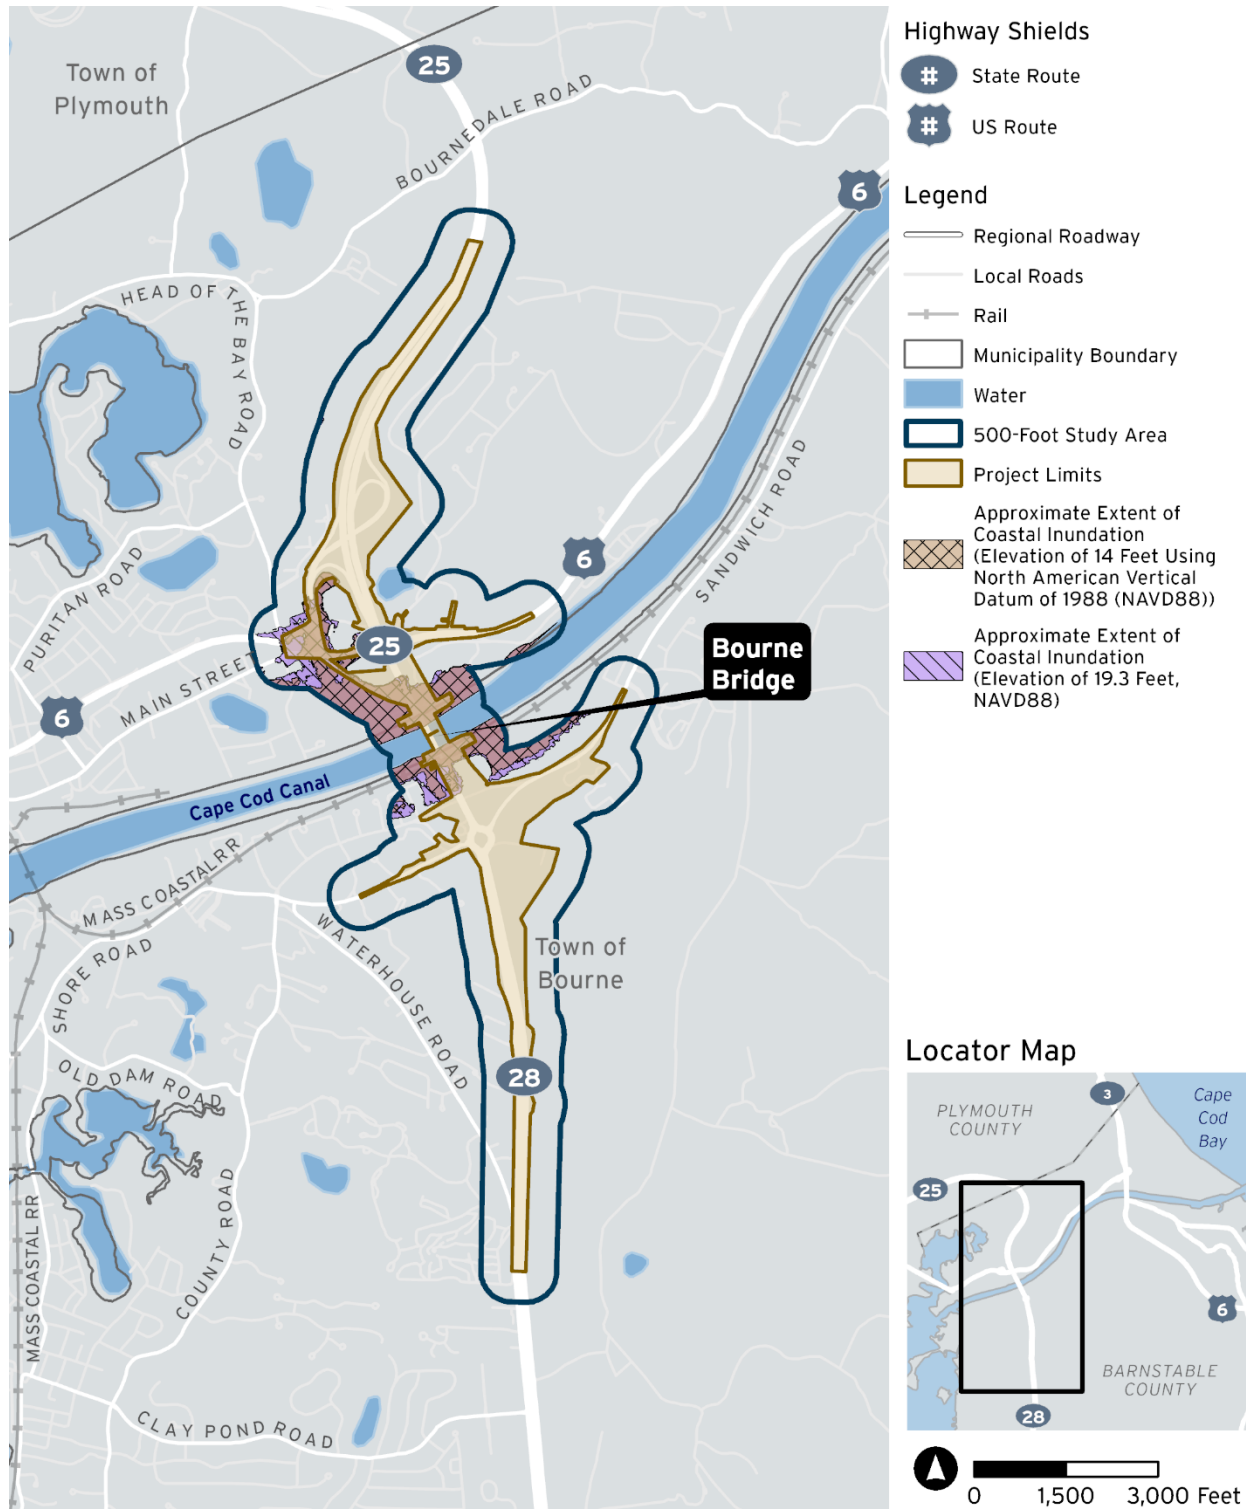 Town of
Plymouth
25
BOURNEDALE ROAD
6
HEAD OF THE BAY ROAD
PURITAN ROAD
MAIN STREET
6
25
6
SANDWICH ROAD
Bourne
Bridge
Cape Cod Canal
MASS COASTAL RR
SHORE ROAD
WATERHOUSE ROAD
Town of
Bourne
28
OLD DAM ROAD
COUNTY ROAD
MASS COASTAL RR
CLAY POND ROAD
Highway Shields
# State Route
# US Route
Legend
Regional Roadway
Local Roads
Rail
Municipality Boundary
Water
500-Foot Study Area
Project Limits
Approximate Extent of
Coastal Inundation
(Elevation of 14 Feet Using
North American Vertical
Datum of 1988 (NAVD88))
Approximate Extent of
Coastal Inundation
(Elevation of 19.3 Feet,
NAVD88)
Locator Map
PLYMOUTH
COUNTY
3
Cape
Cod
Bay
25
6
BARNSTABLE
COUNTY
28
0 1,500 3,000 Feet